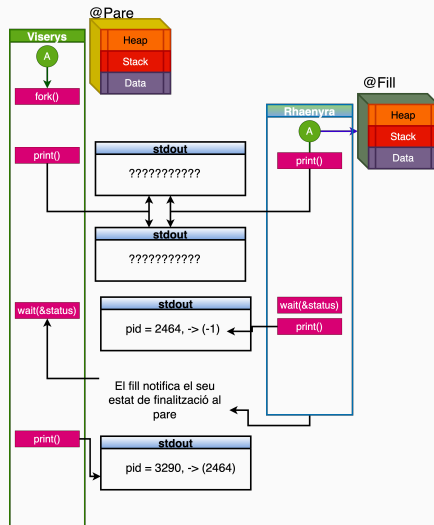 @Pare
Viserys
A
Heap
Stack
Data
fork()
@Fill
Rhaenyra
A
Heap
Stack
Data
print()
stdout
???????????
print()
stdout
???????????
wait(&status)
stdout
pid = 2464, -> (-1)
wait(&status)
print()
El fill notifica el seu
estat de finalització al
pare
print()
stdout
pid = 3290, -> (2464)